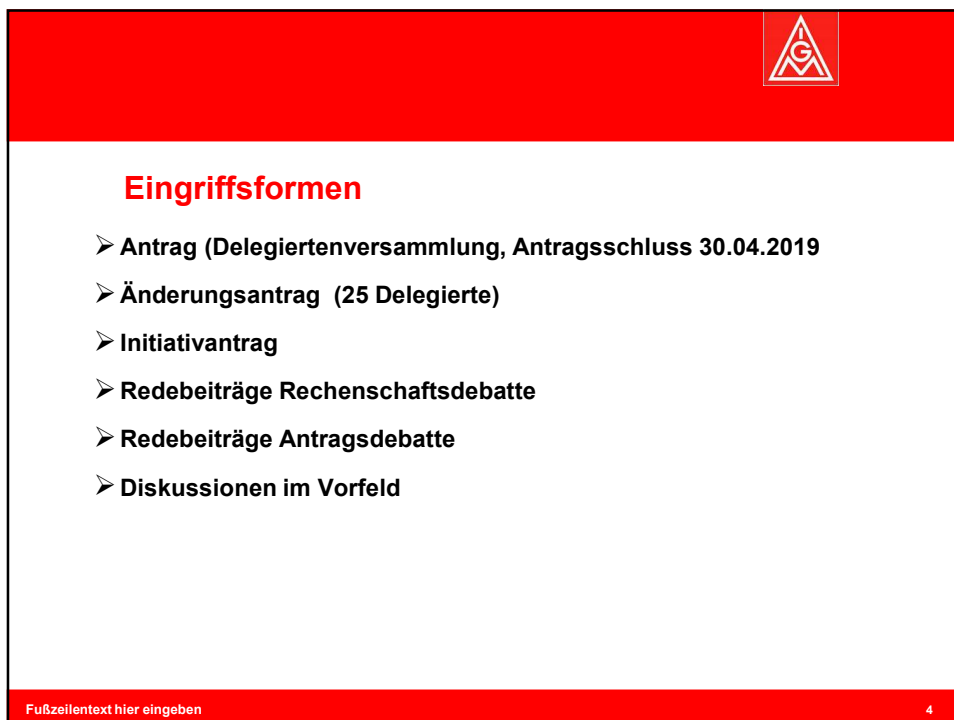 IGM
Eingriffsformen
➢ Antrag (Delegiertenversammlung, Antragsschluss 30.04.2019
➢ Änderungsantrag (25 Delegierte)
➢ Initiativantrag
➢ Redebeiträge Rechenschaftsdebatte
➢ Redebeiträge Antragsdebatte
➢ Diskussionen im Vorfeld
Fußzeilentext hier eingeben 4